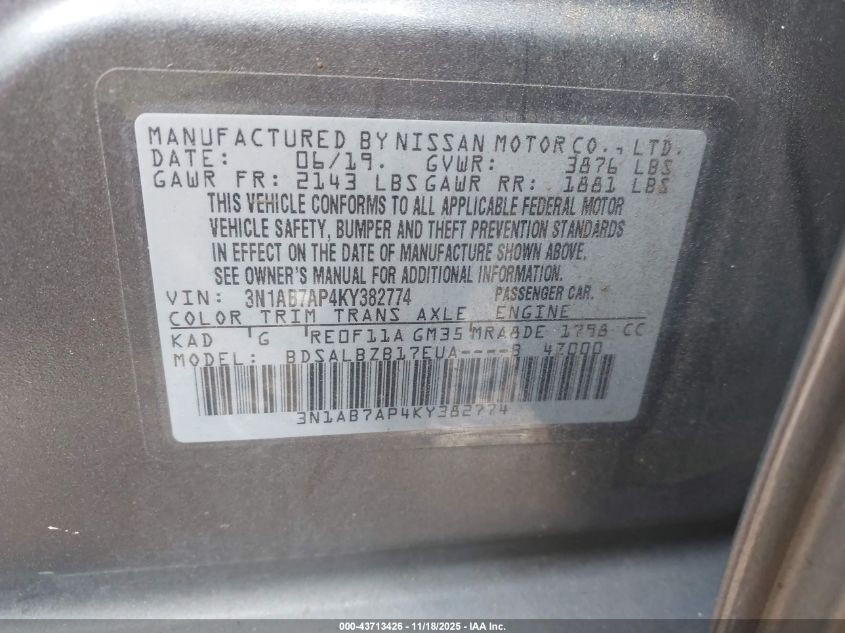 MANUFACTURED BY NISSAN MOTOR CO., LTD.
DATE: 06/19. GVWR: 3876 LBS
GAWR FR: 2143 LBS GAWR RR: 1881 LBS
THIS VEHICLE CONFORMS TO ALL APPLICABLE FEDERAL MOTOR
VEHICLE SAFETY, BUMPER AND THEFT PREVENTION STANDARDS
IN EFFECT ON THE DATE OF MANUFACTURE SHOWN ABOVE.
SEE OWNER'S MANUAL FOR ADDITIONAL INFORMATION.
VIN: 3N1AB7AP4KY382774 PASSENGER CAR.
COLOR TRIM TRANS AXLE ENGINE
KAD G RE0F11A GM35 MRA8DE 1798 CC
MODEL: BDSALBZB17EUA----B 47000
3N1AB7AP4KY382774
000-43713426 - 11/18/2025 - IAA Inc.